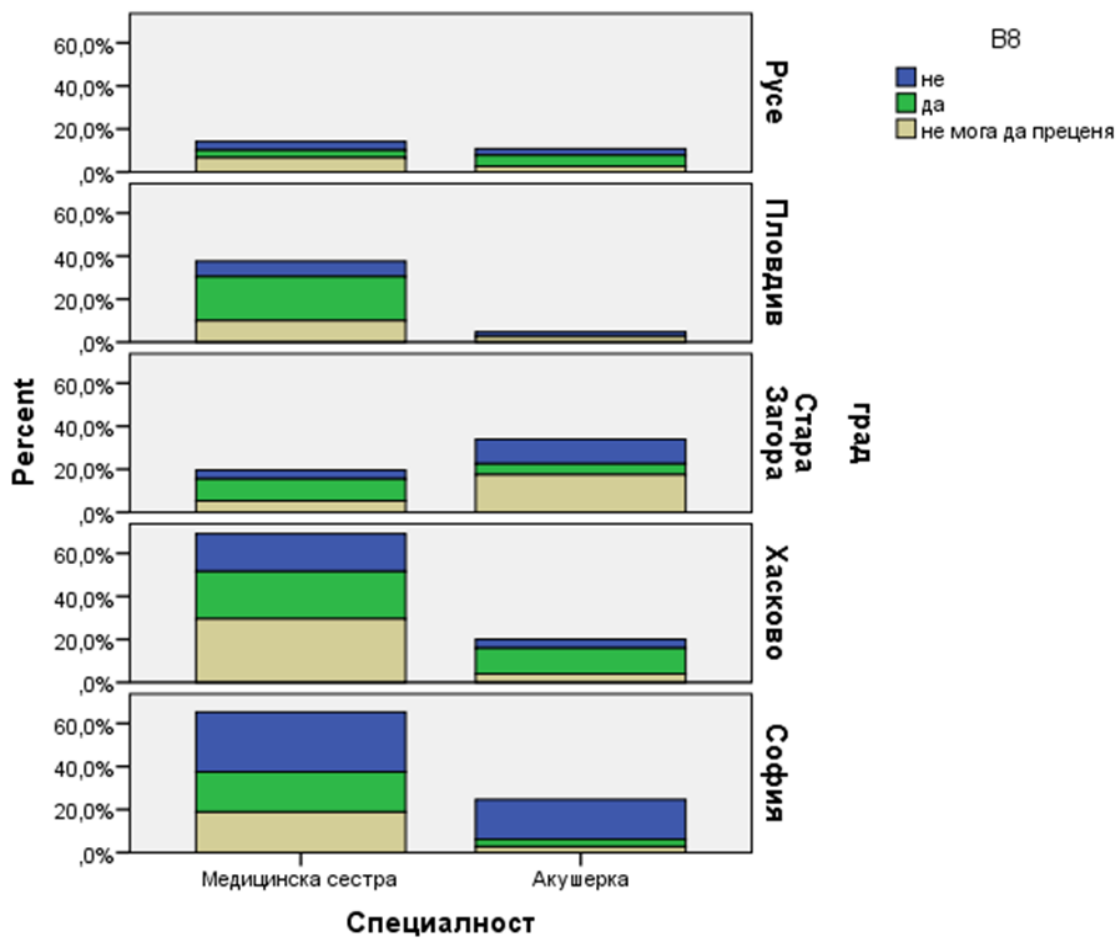 B8
не
да
не мога да преценя
Percent
60,0%
40,0%
20,0%
,0%
Русе
60,0%
40,0%
20,0%
,0%
Пловдив
60,0%
40,0%
20,0%
,0%
Стара
Загора
град
60,0%
40,0%
20,0%
,0%
Хасково
60,0%
40,0%
20,0%
,0%
София
Медицинска сестра
Акушерка
Специалност